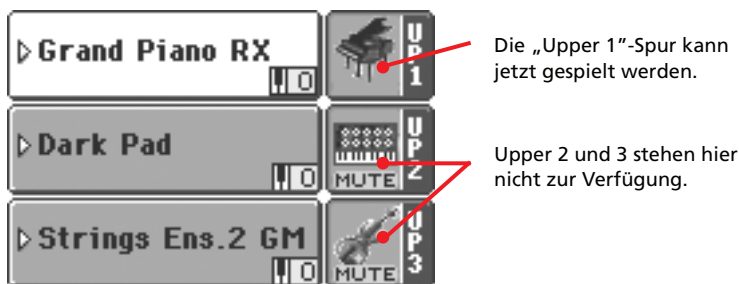 Grand Piano RX
0
UP1
Die „Upper 1”-Spur kann
jetzt gespielt werden.
Dark Pad
0
MUTE
UP2
Upper 2 und 3 stehen hier
nicht zur Verfügung.
Strings Ens.2 GM
0
MUTE
UP3